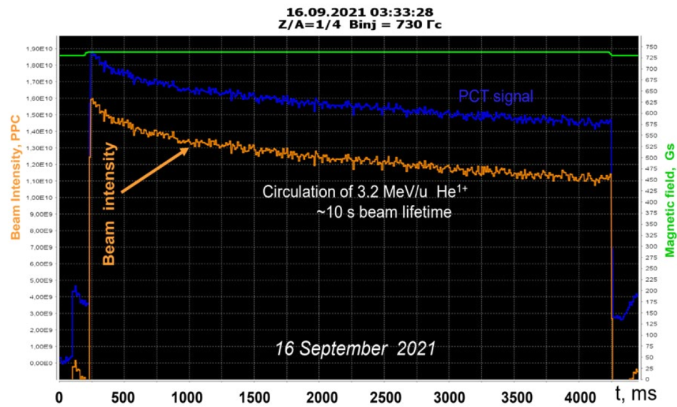 16.09.2021 03:33:28
Z/A=1/4 Binj = 730 Гс
Beam Intensity, PPC
1,90E10
1,80E10
1,70E10
1,60E10
1,50E10
1,40E10
1,30E10
1,20E10
1,10E10
1,00E10
9,00E9
8,00E9
7,00E9
6,00E9
5,00E9
4,00E9
3,00E9
2,00E9
1,00E9
0,00E0
PCT signal
Beam intensity
Circulation of 3.2 MeV/u He¹⁺
~10 s beam lifetime
16 September 2021
750
725
700
675
650
625
600
575
550
525
500
475
450
425
400
375
350
325
300
275
250
225
200
175
150
125
100
75
50
25
0
Magnetic field, Gs
0 500 1000 1500 2000 2500 3000 3500 4000 t, ms